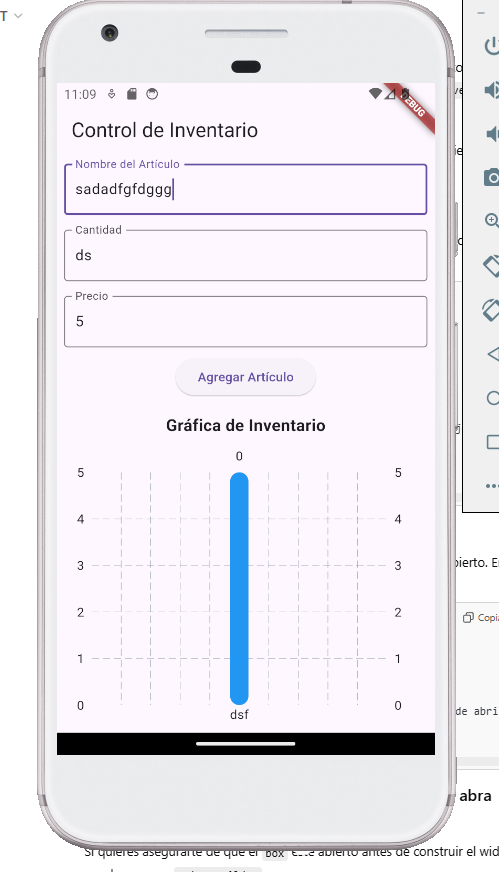 T
11:09
DEBUG
Control de Inventario
Nombre del Artículo
sadadfgfdggg
Cantidad
ds
Precio
5
Agregar Artículo
Gráfica de Inventario
0
5 5
4 4
3 3
2 2
1 1
0 0
dsf
bierto. E
Copia
de abri
abra
Si quieres asegurarte de que el box esté abierto antes de construir el wid